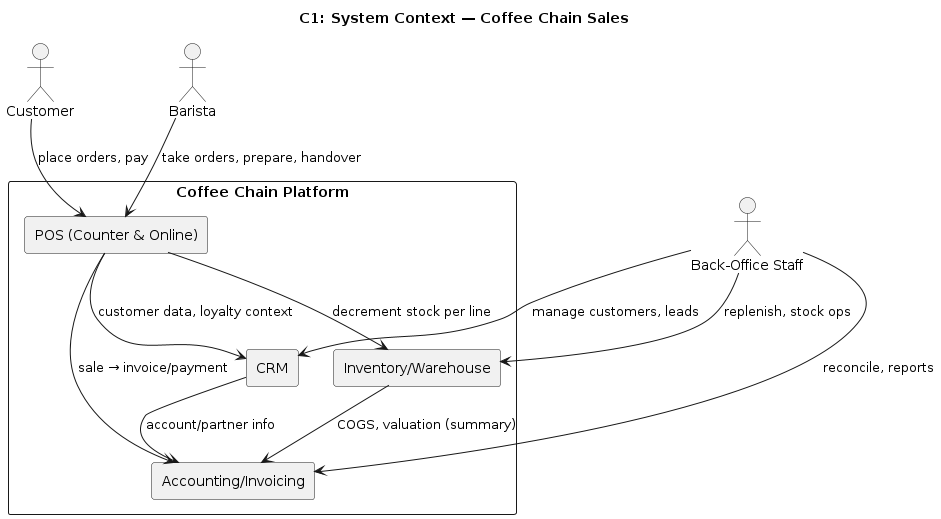 C1: System Context — Coffee Chain Sales
Customer
Barista
place orders, pay
take orders, prepare, handover
Coffee Chain Platform
POS (Counter & Online)
Back-Office Staff
customer data, loyalty context
decrement stock per line
manage customers, leads
replenish, stock ops
sale → invoice/payment
CRM
Inventory/Warehouse
reconcile, reports
account/partner info
COGS, valuation (summary)
Accounting/Invoicing